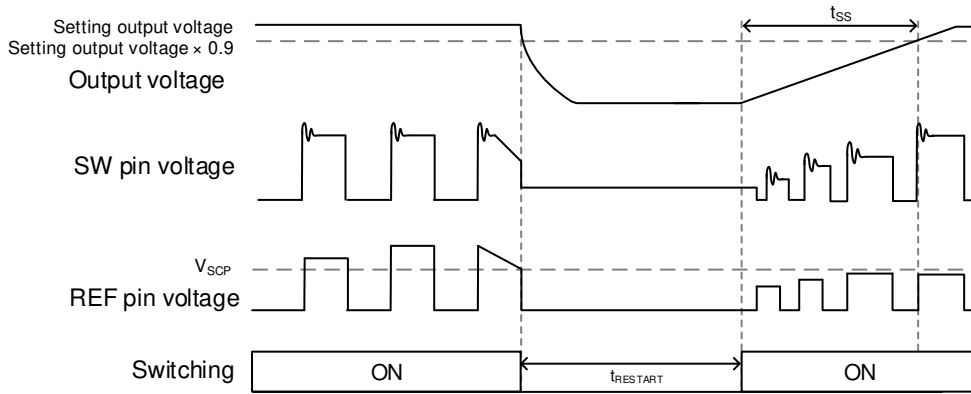 Setting output voltage
Setting output voltage × 0.9
Output voltage
tSS
SW pin voltage
VSCP
REF pin voltage
Switching
ON
tRESTART
ON